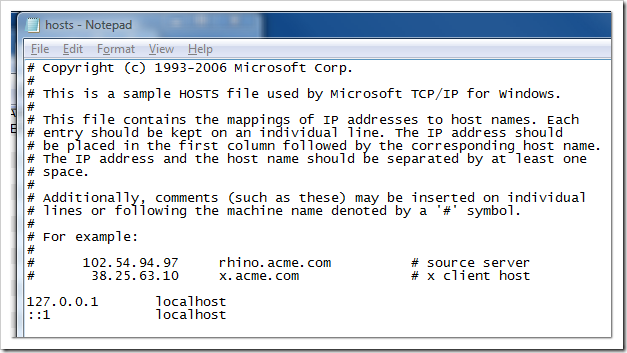 hosts - Notepad
File Edit Format View Help
# Copyright (c) 1993-2006 Microsoft Corp.
#
# This is a sample HOSTS file used by Microsoft TCP/IP for Windows.
#
# This file contains the mappings of IP addresses to host names. Each
# entry should be kept on an individual line. The IP address should
# be placed in the first column followed by the corresponding host name.
# The IP address and the host name should be separated by at least one
# space.
#
# Additionally, comments (such as these) may be inserted on individual
# lines or following the machine name denoted by a '#' symbol.
#
# For example:
#
#      102.54.94.97     rhino.acme.com          # source server
#       38.25.63.10     x.acme.com              # x client host

127.0.0.1       localhost
::1             localhost